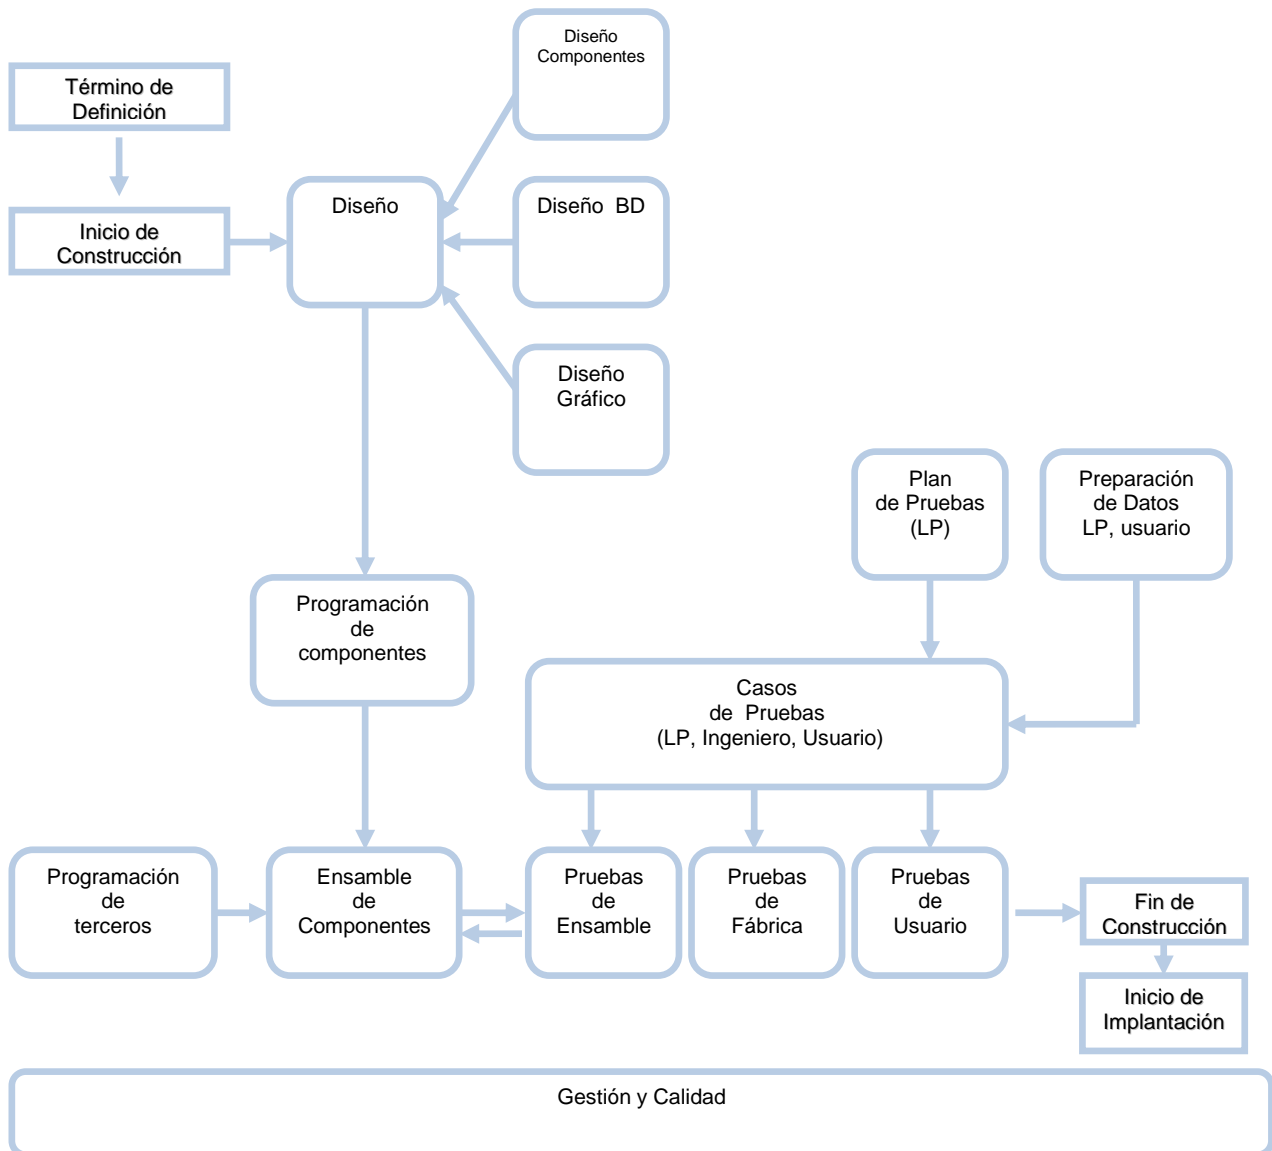 Diseño
Componentes
Término de
Definición
Inicio de
Construcción
Diseño
Diseño BD
Diseño
Gráfico
Plan
de Pruebas
(LP)
Preparación
de Datos
LP, usuario
Programación
de
componentes
Casos
de Pruebas
(LP, Ingeniero, Usuario)
Programación
de
terceros
Ensamble
de
Componentes
Pruebas
de
Ensamble
Pruebas
de
Fábrica
Pruebas
de
Usuario
Fin de
Construcción
Inicio de
Implantación
Gestión y Calidad